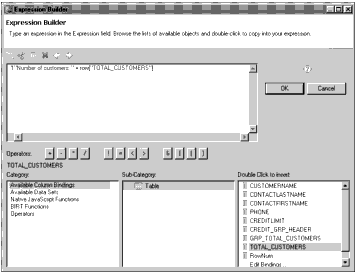 Expression Builder
Expression Builder
Type an expression in the Expression field. Browse the lists of available objects and double-click to copy into your expression.
1 "Number of customers: " + row["TOTAL_CUSTOMERS"]
OK
Cancel
Operators: + - * / ! = < > & | ( )
TOTAL_CUSTOMERS
Category:
Sub-Category:
Double Click to insert:
Available Column Bindings
Available Data Sets
Native JavaScript Functions
BIRT Functions
Operators
Table
CUSTOMERNAME
CONTACTLASTNAME
CONTACTFIRSTNAME
PHONE
CREDITLIMIT
CREDIT_GRP_HEADER
GRP_TOTAL_CUSTOMERS
TOTAL_CUSTOMERS
RowNum
Edit Bindings...